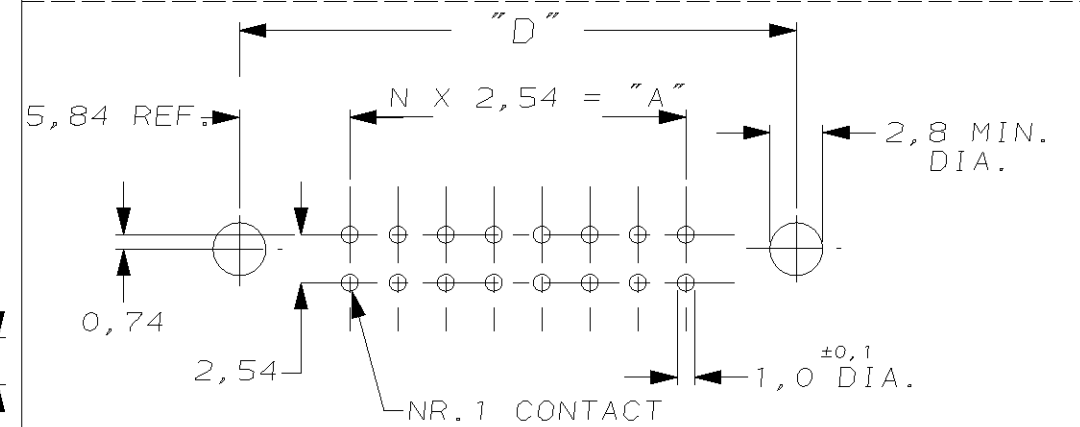 "D"
N X 2,54 = "A"
5,84 REF.
2,8 MIN.
DIA.
0,74
2,54
±0,1
1,0 DIA.
NR.1 CONTACT